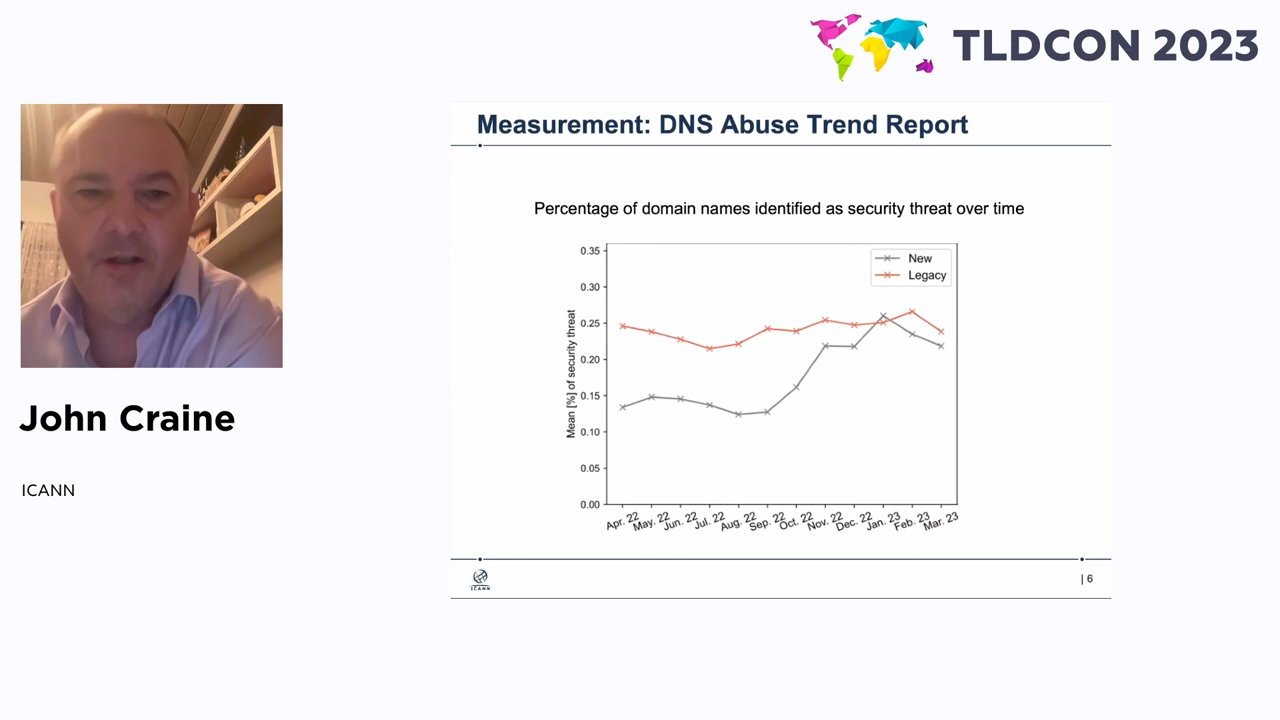 TLDCON 2023
John Craine
ICANN
Measurement: DNS Abuse Trend Report
Percentage of domain names identified as security threat over time
New
Legacy
Mean [%] of security threat
0.35
0.30
0.25
0.20
0.15
0.10
0.05
0.00
Apr. 22 May. 22 Jun. 22 Jul. 22 Aug. 22 Sep. 22 Oct. 22 Nov. 22 Dec. 22 Jan. 23 Feb. 23 Mar. 23
ICANN
| 6